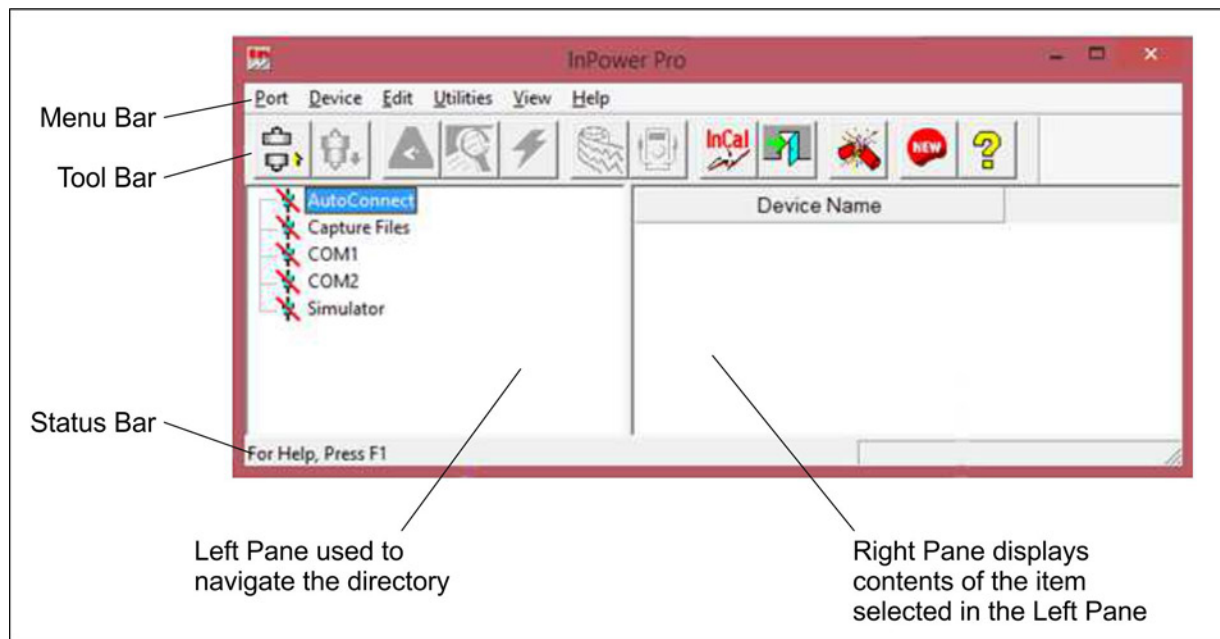 InPower Pro
Port Device Edit Utilities View Help
Menu Bar
InCal
NEW
Tool Bar
AutoConnect
Device Name
Capture Files
COM1
COM2
Simulator
Status Bar
For Help, Press F1
Left Pane used to
navigate the directory
Right Pane displays
contents of the item
selected in the Left Pane